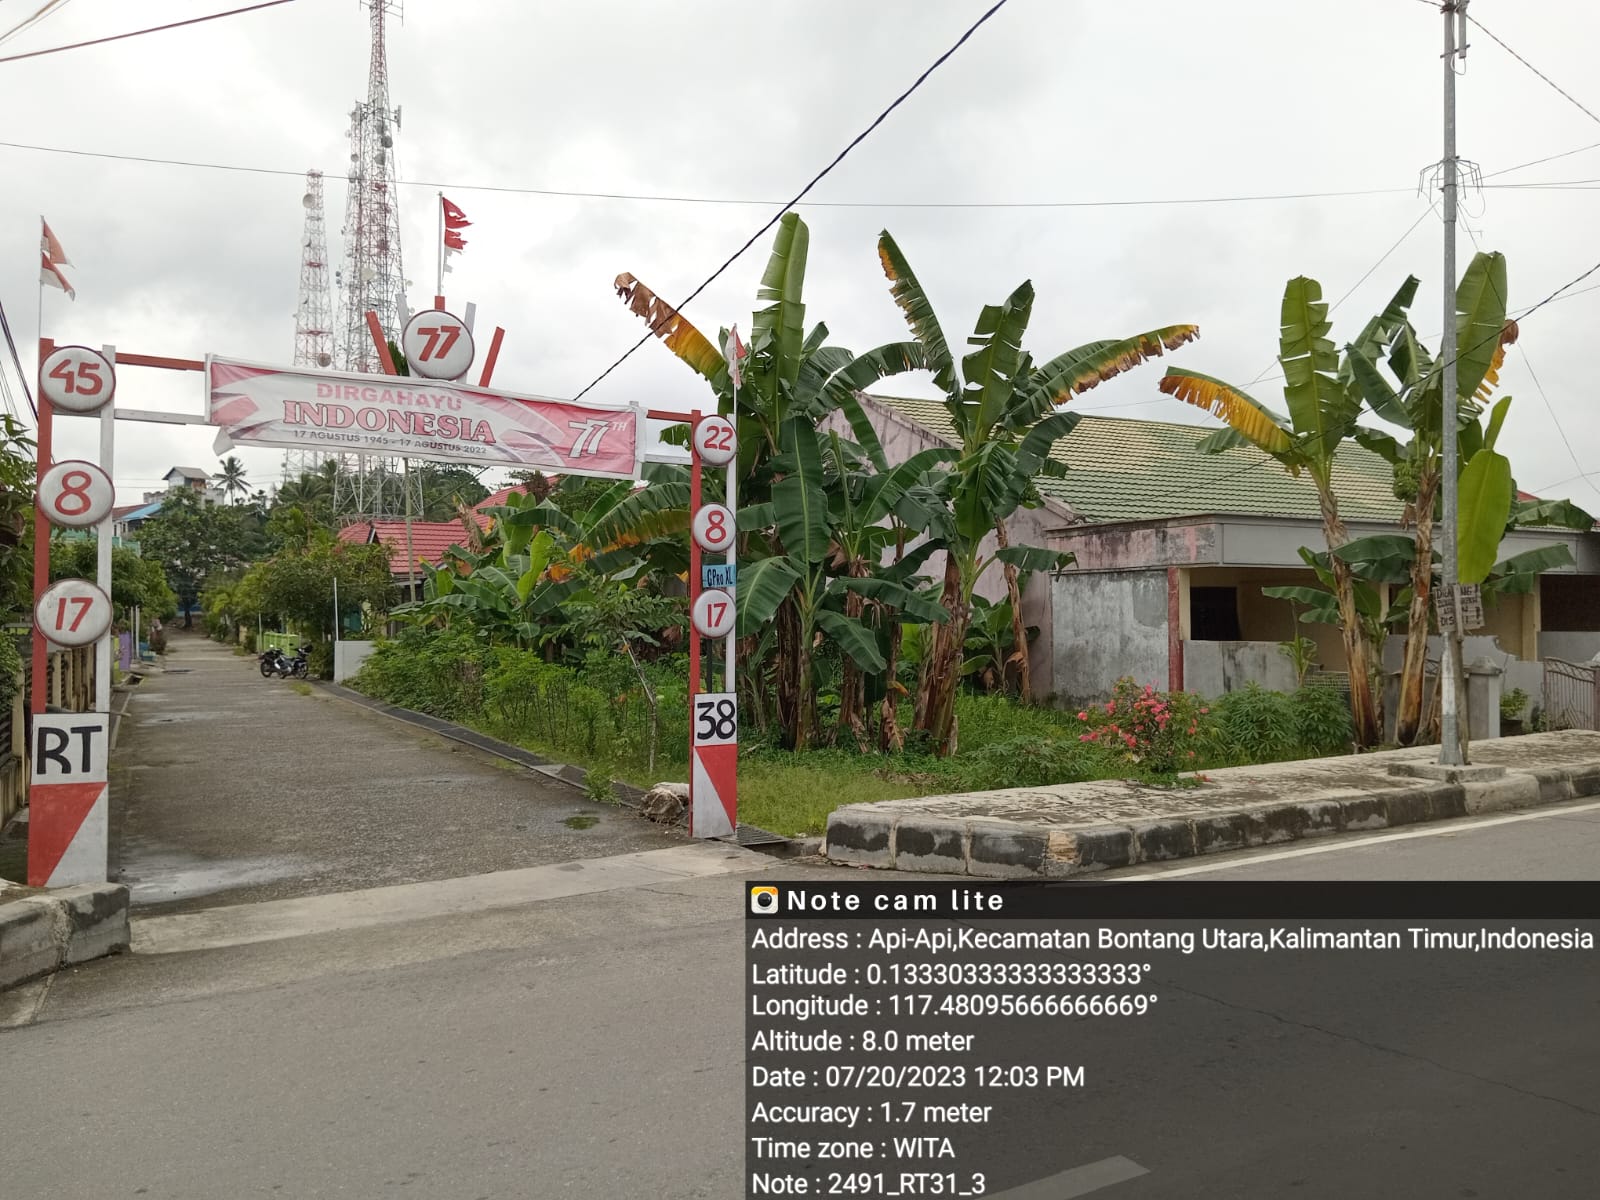 77
45
8
17
RT
DIRGAHAYU
INDONESIA
17 AGUSTUS 1945 - 17 AGUSTUS 2022
77TH
22
8
GPro XL
17
38
Note cam lite
Address : Api-Api,Kecamatan Bontang Utara,Kalimantan Timur,Indonesia
Latitude : 0.13330333333333333°
Longitude : 117.48095666666669°
Altitude : 8.0 meter
Date : 07/20/2023 12:03 PM
Accuracy : 1.7 meter
Time zone : WITA
Note : 2491_RT31_3